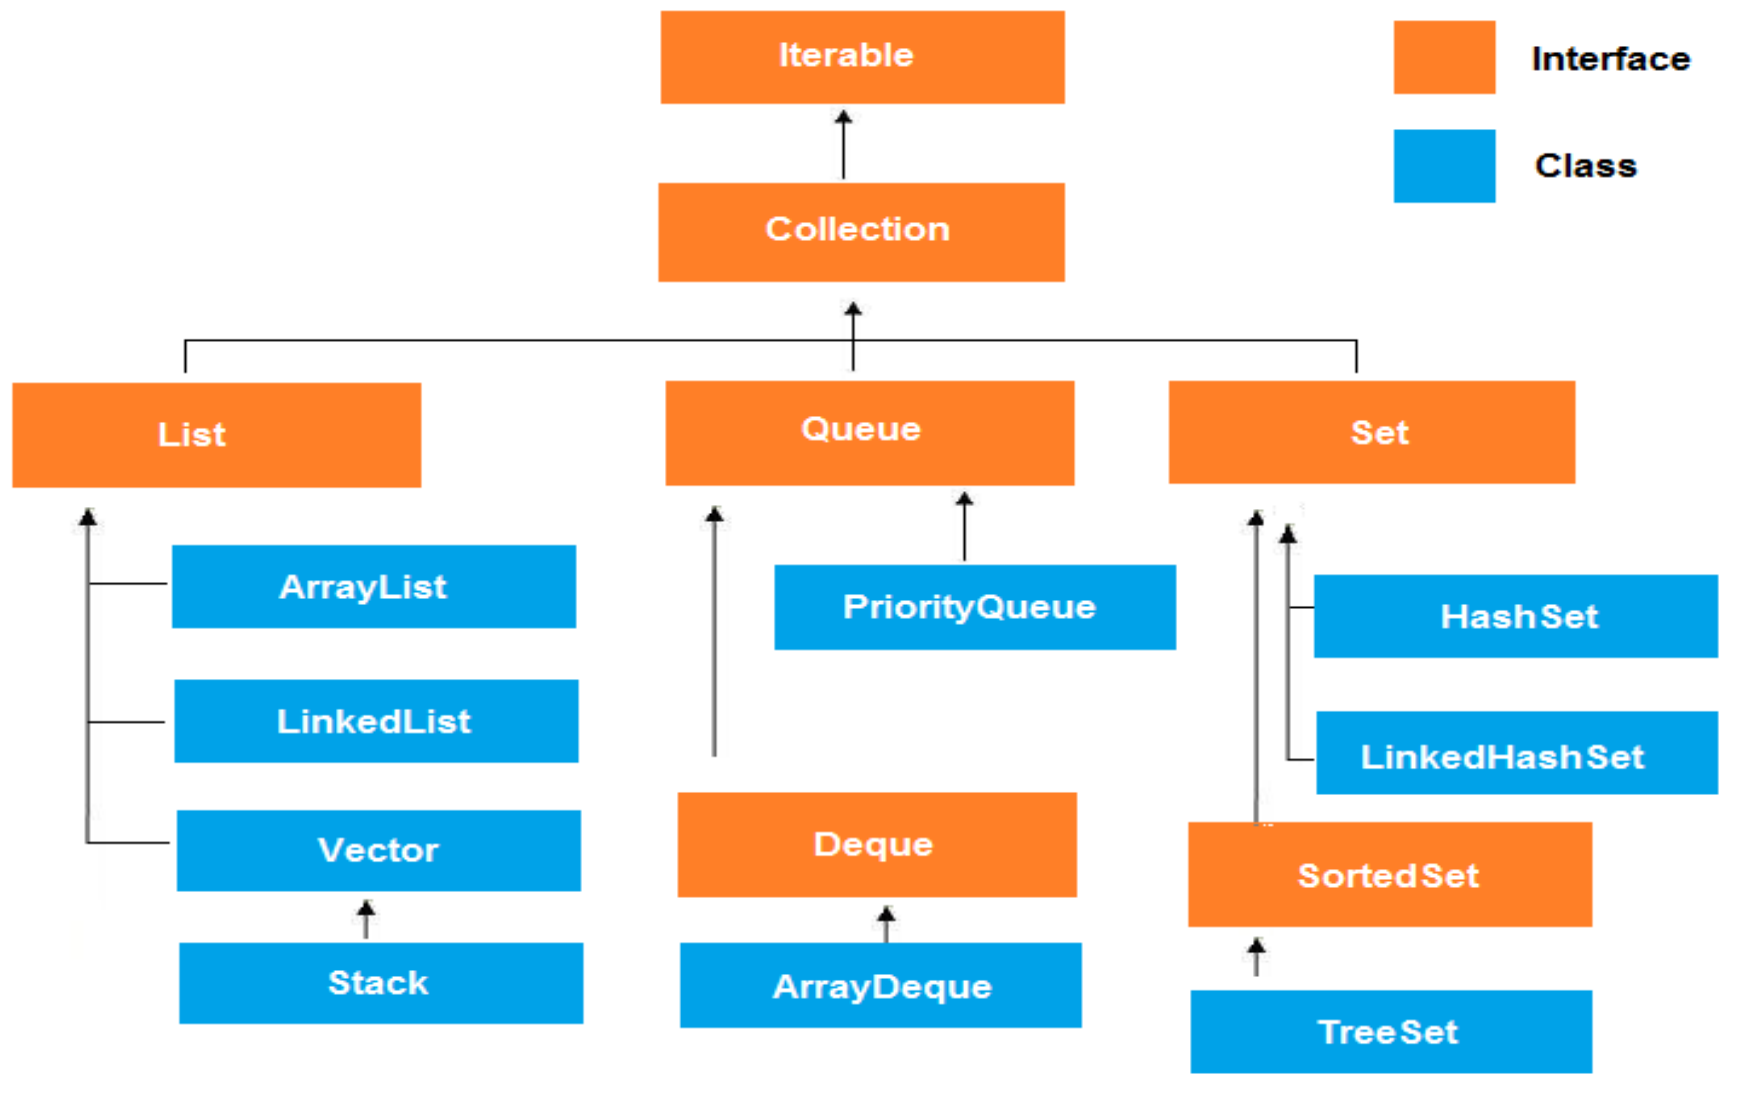 Iterable
Interface
Class
Collection
List
Queue
Set
ArrayList
PriorityQueue
HashSet
LinkedList
LinkedHashSet
Vector
Deque
SortedSet
Stack
ArrayDeque
TreeSet